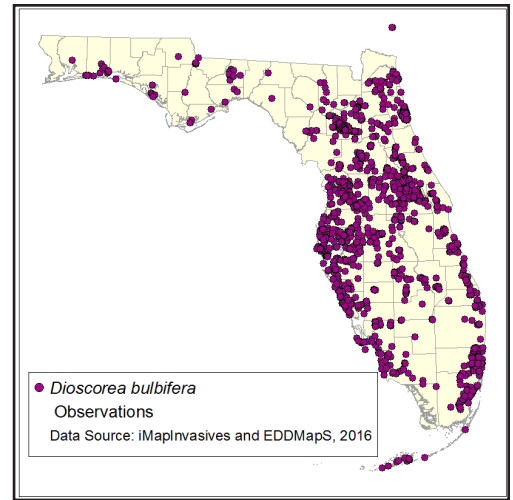 Dioscorea bulbifera
Observations
Data Source: iMapInvasives and EDDMapS, 2016